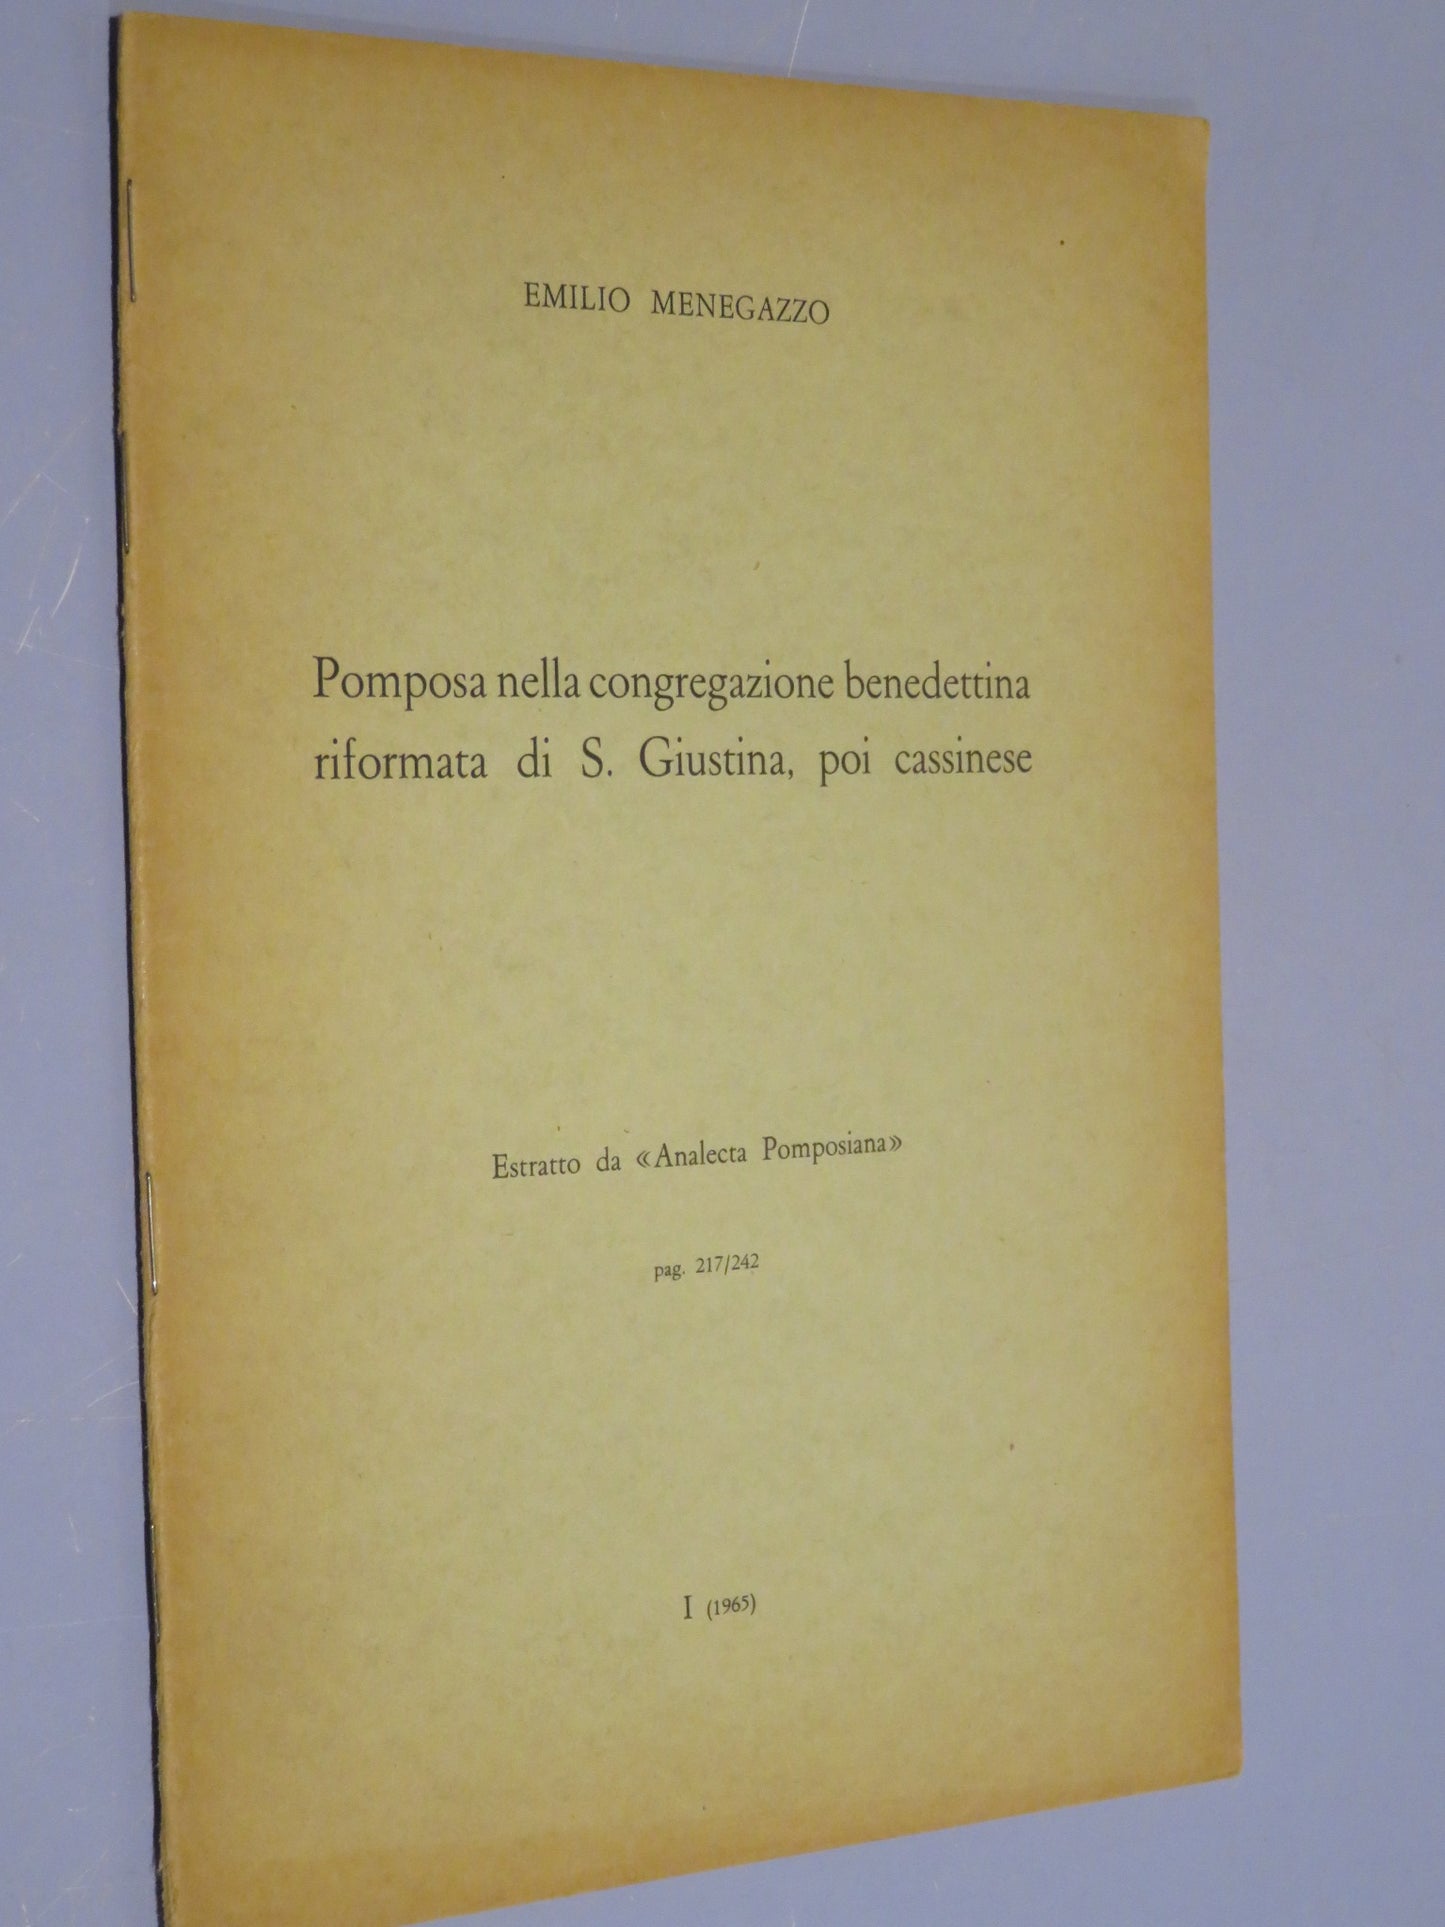 EMILIO MENEGAZZO
Pomposa nella congregazione benedettina
riformata di S. Giustina, poi cassinese
Estratto da «Analecta Pomposiana»
pag. 217/242
I (1965)